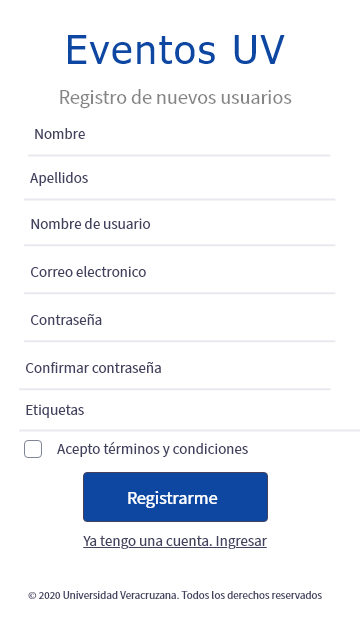 Eventos UV
Registro de nuevos usuarios
Nombre
Apellidos
Nombre de usuario
Correo electronico
Contraseña
Confirmar contraseña
Etiquetas
Acepto términos y condiciones
Registrarme
Ya tengo una cuenta. Ingresar
© 2020 Universidad Veracruzana. Todos los derechos reservados